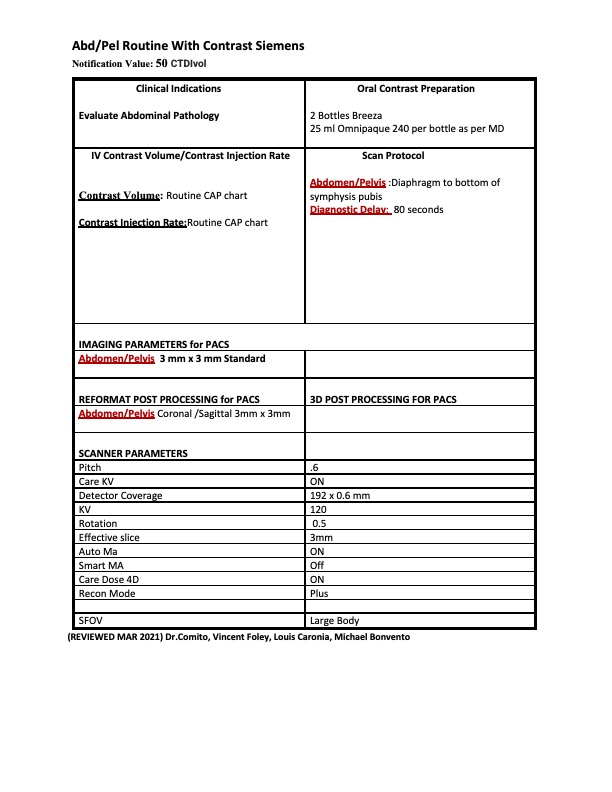 Abd/Pel Routine With Contrast Siemens
Notification Value: 50 CTDIvol
Clinical Indications
Evaluate Abdominal Pathology
Oral Contrast Preparation
2 Bottles Breeza
25 ml Omnipaque 240 per bottle as per MD
IV Contrast Volume/Contrast Injection Rate
Contrast Volume: Routine CAP chart
Contrast Injection Rate:Routine CAP chart
Scan Protocol
Abdomen/Pelvis :Diaphragm to bottom of
symphysis pubis
Diagnostic Delay: 80 seconds
IMAGING PARAMETERS for PACS
Abdomen/Pelvis 3 mm x 3 mm Standard
REFORMAT POST PROCESSING for PACS
3D POST PROCESSING FOR PACS
Abdomen/Pelvis Coronal /Sagittal 3mm x 3mm
SCANNER PARAMETERS
Pitch .6
Care KV ON
Detector Coverage 192 x 0.6 mm
KV 120
Rotation 0.5
Effective slice 3mm
Auto Ma ON
Smart MA Off
Care Dose 4D ON
Recon Mode Plus
SFOV Large Body
(REVIEWED MAR 2021) Dr.Comito, Vincent Foley, Louis Caronia, Michael Bonvento